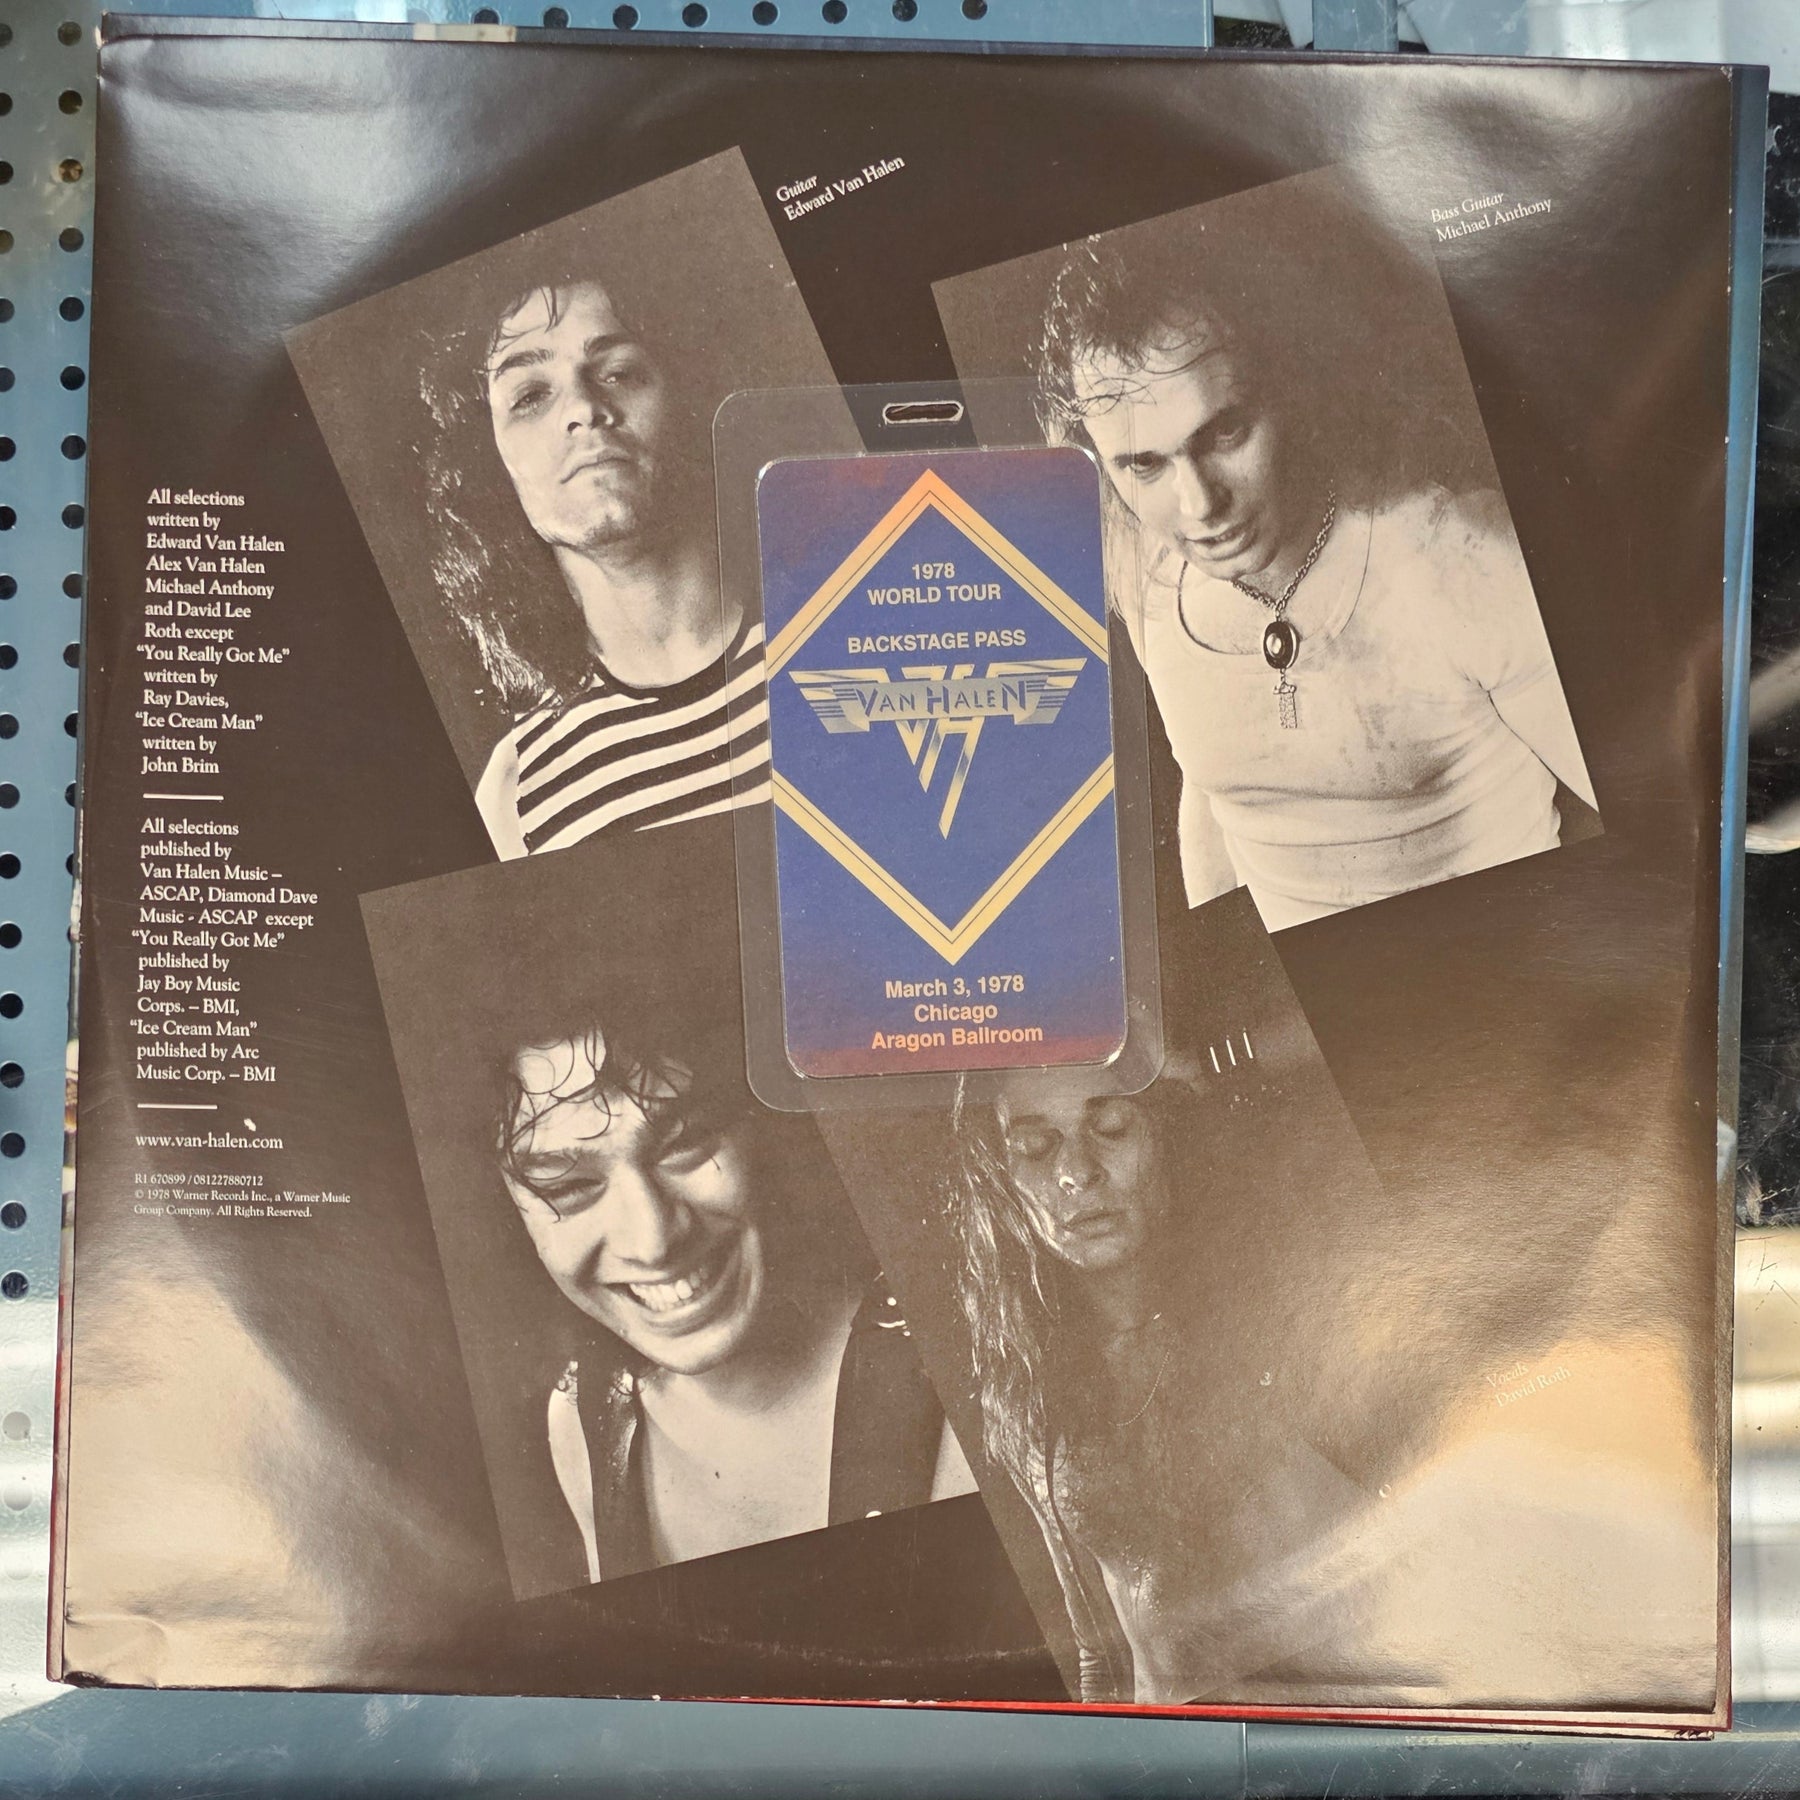 Guitar
Edward Van Halen
Bass Guitar
Michael Anthony
All selections
written by
Edward Van Halen
Alex Van Halen
Michael Anthony
and David Lee
Roth except
“You Really Got Me”
written by
Ray Davies,
“Ice Cream Man”
written by
John Brim
All selections
published by
Van Halen Music –
ASCAP, Diamond Dave
Music - ASCAP except
“You Really Got Me”
published by
Jay Boy Music
Corps. – BMI,
“Ice Cream Man”
published by Arc
Music Corp. – BMI
www.van-halen.com
R1 670899 / 081227880712
© 1978 Warner Records Inc., a Warner Music
Group Company. All Rights Reserved.
1978
WORLD TOUR
BACKSTAGE PASS
VAN HALEN
March 3, 1978
Chicago
Aragon Ballroom
Vocals
David Roth